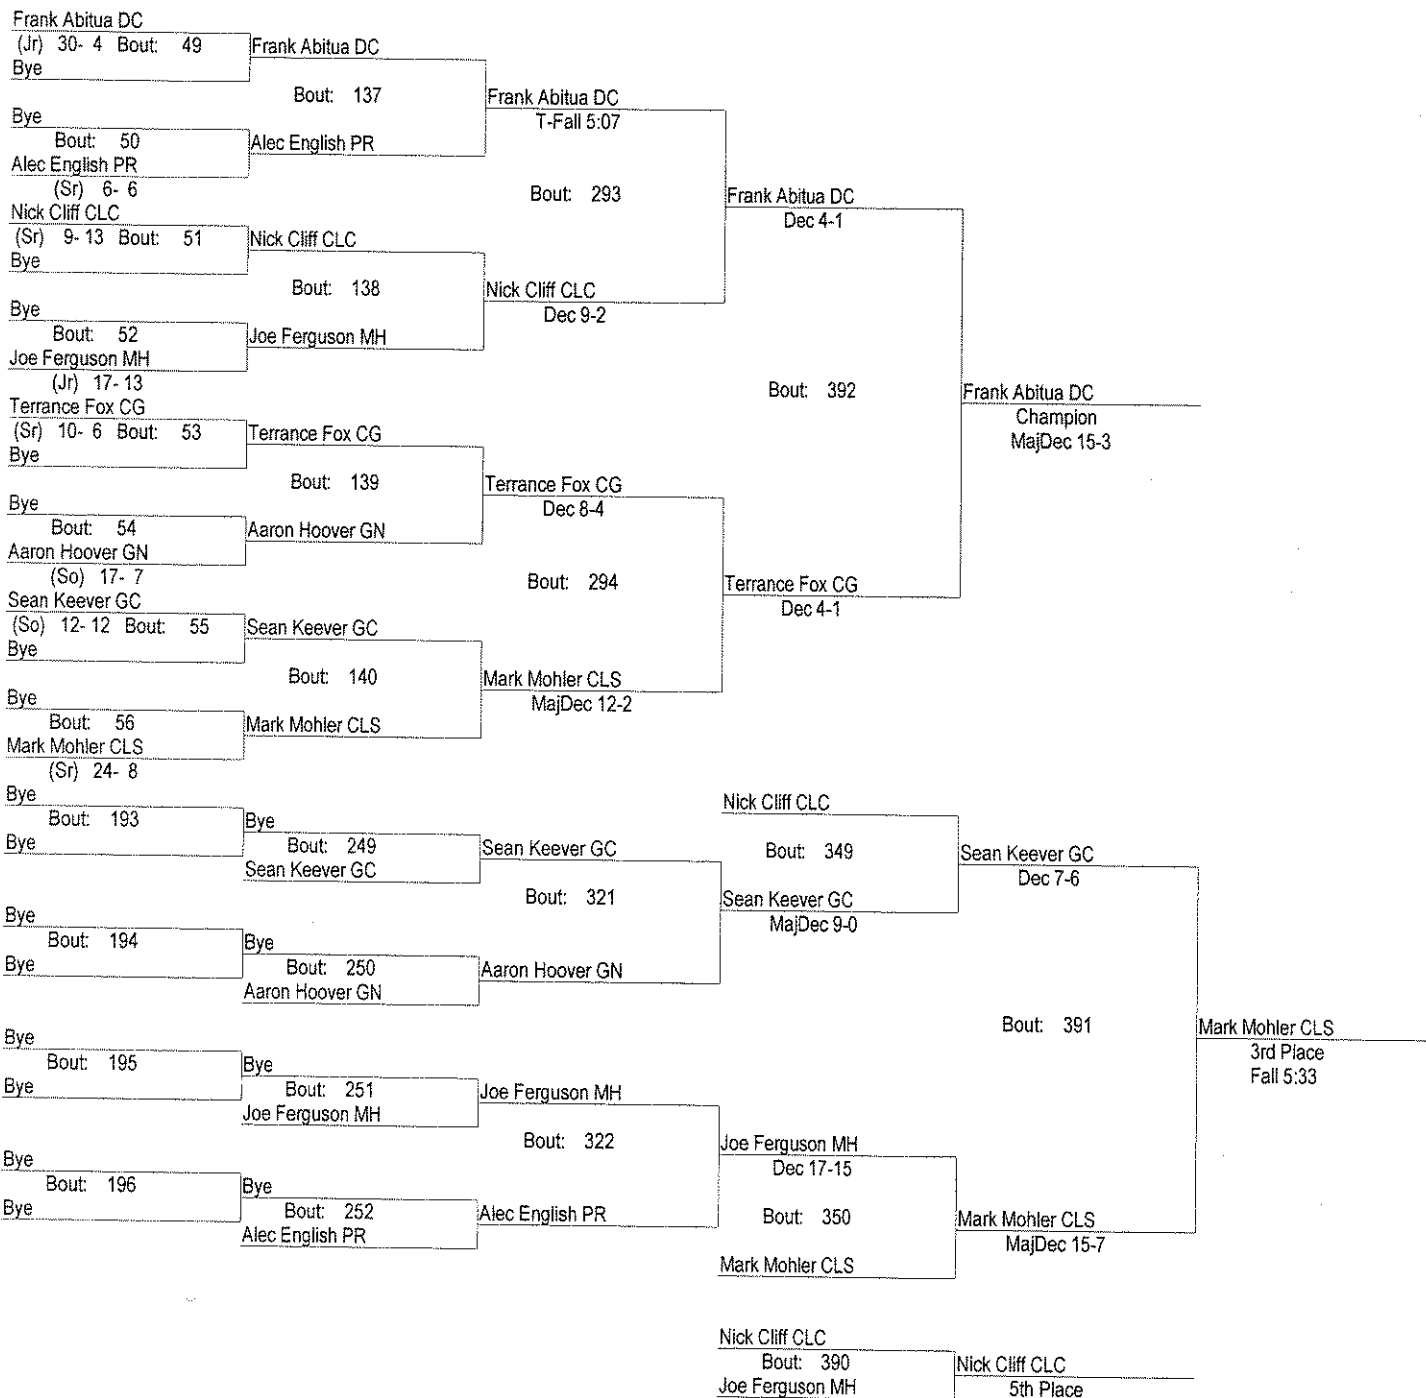 Frank Abitua DC
(Jr) 30- 4 Bout: 49
Bye
Frank Abitua DC
Bout: 137
Bye
Bout: 50
Alec English PR
(Sr) 6- 6
Alec English PR
Frank Abitua DC
T-Fall 5:07
Bout: 293
Nick Cliff CLC
(Sr) 9- 13 Bout: 51
Bye
Nick Cliff CLC
Bout: 138
Bye
Bout: 52
Joe Ferguson MH
(Jr) 17- 13
Joe Ferguson MH
Nick Cliff CLC
Dec 9-2
Frank Abitua DC
Dec 4-1
Bout: 392
Terrance Fox CG
(Sr) 10- 6 Bout: 53
Bye
Terrance Fox CG
Bout: 139
Bye
Bout: 54
Aaron Hoover GN
(So) 17- 7
Aaron Hoover GN
Terrance Fox CG
Dec 8-4
Bout: 294
Sean Keever GC
(So) 12- 12 Bout: 55
Bye
Sean Keever GC
Bout: 140
Bye
Bout: 56
Mark Mohler CLS
(Sr) 24- 8
Mark Mohler CLS
Mark Mohler CLS
MajDec 12-2
Terrance Fox CG
Dec 4-1
Frank Abitua DC
Champion
MajDec 15-3
Bye
Bout: 193
Bye
Bye
Bout: 249
Sean Keever GC
Sean Keever GC
Bout: 321
Bye
Bout: 194
Bye
Bye
Bout: 250
Aaron Hoover GN
Aaron Hoover GN
Nick Cliff CLC
Bout: 349
Sean Keever GC
MajDec 9-0
Sean Keever GC
Dec 7-6
Bout: 391
Bye
Bout: 195
Bye
Bye
Bout: 251
Joe Ferguson MH
Joe Ferguson MH
Bout: 322
Bye
Bout: 196
Bye
Bye
Bout: 252
Alec English PR
Alec English PR
Joe Ferguson MH
Dec 17-15
Bout: 350
Mark Mohler CLS
Mark Mohler CLS
MajDec 15-7
Mark Mohler CLS
3rd Place
Fall 5:33
Nick Cliff CLC
Bout: 390
Joe Ferguson MH
Nick Cliff CLC
5th Place